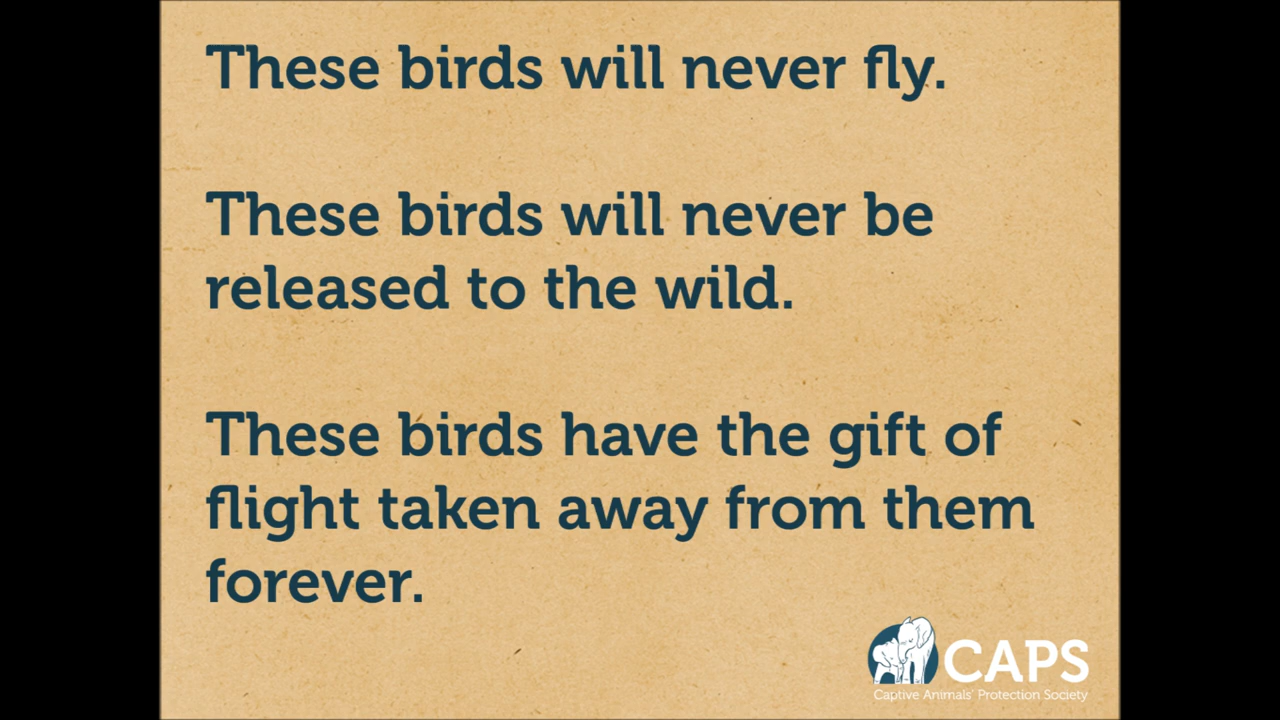 These birds will never fly.
These birds will never be
released to the wild.
These birds have the gift of
flight taken away from them
forever.
CAPS
Captive Animals' Protection Society